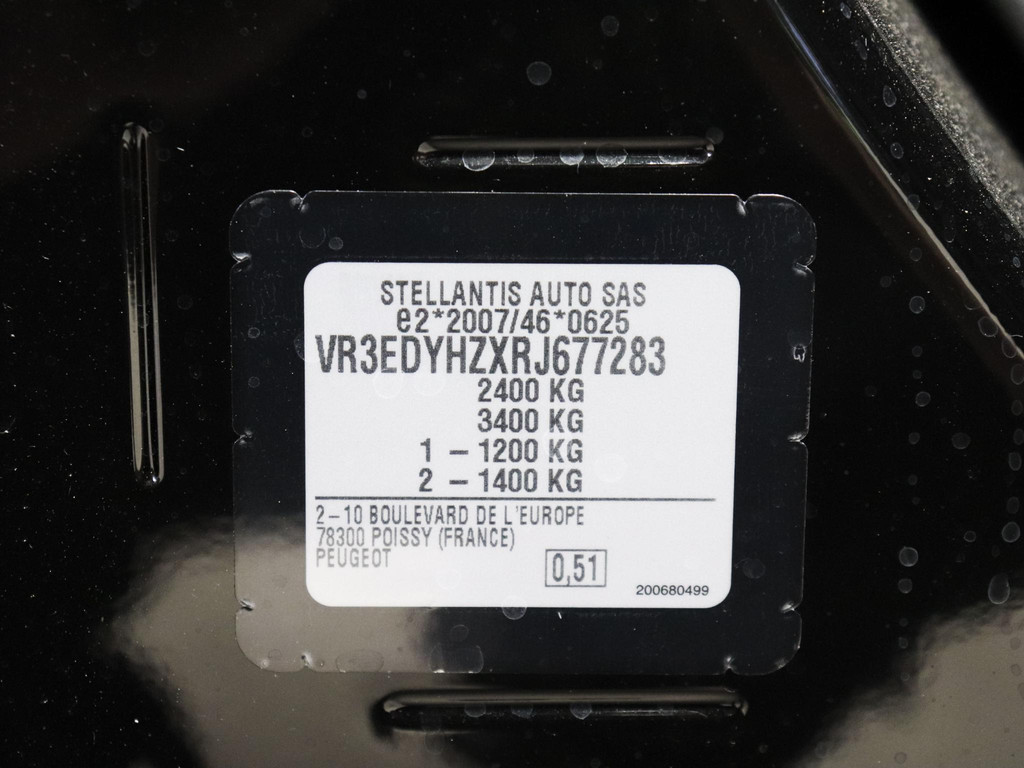 STELLANTIS AUTO SAS
e2*2007/46*0625
VR3EDYHZXRJ677283
2400 KG
3400 KG
1 – 1200 KG
2 – 1400 KG
2–10 BOULEVARD DE L'EUROPE
78300 POISSY (FRANCE)
PEUGEOT
0,51
200680499